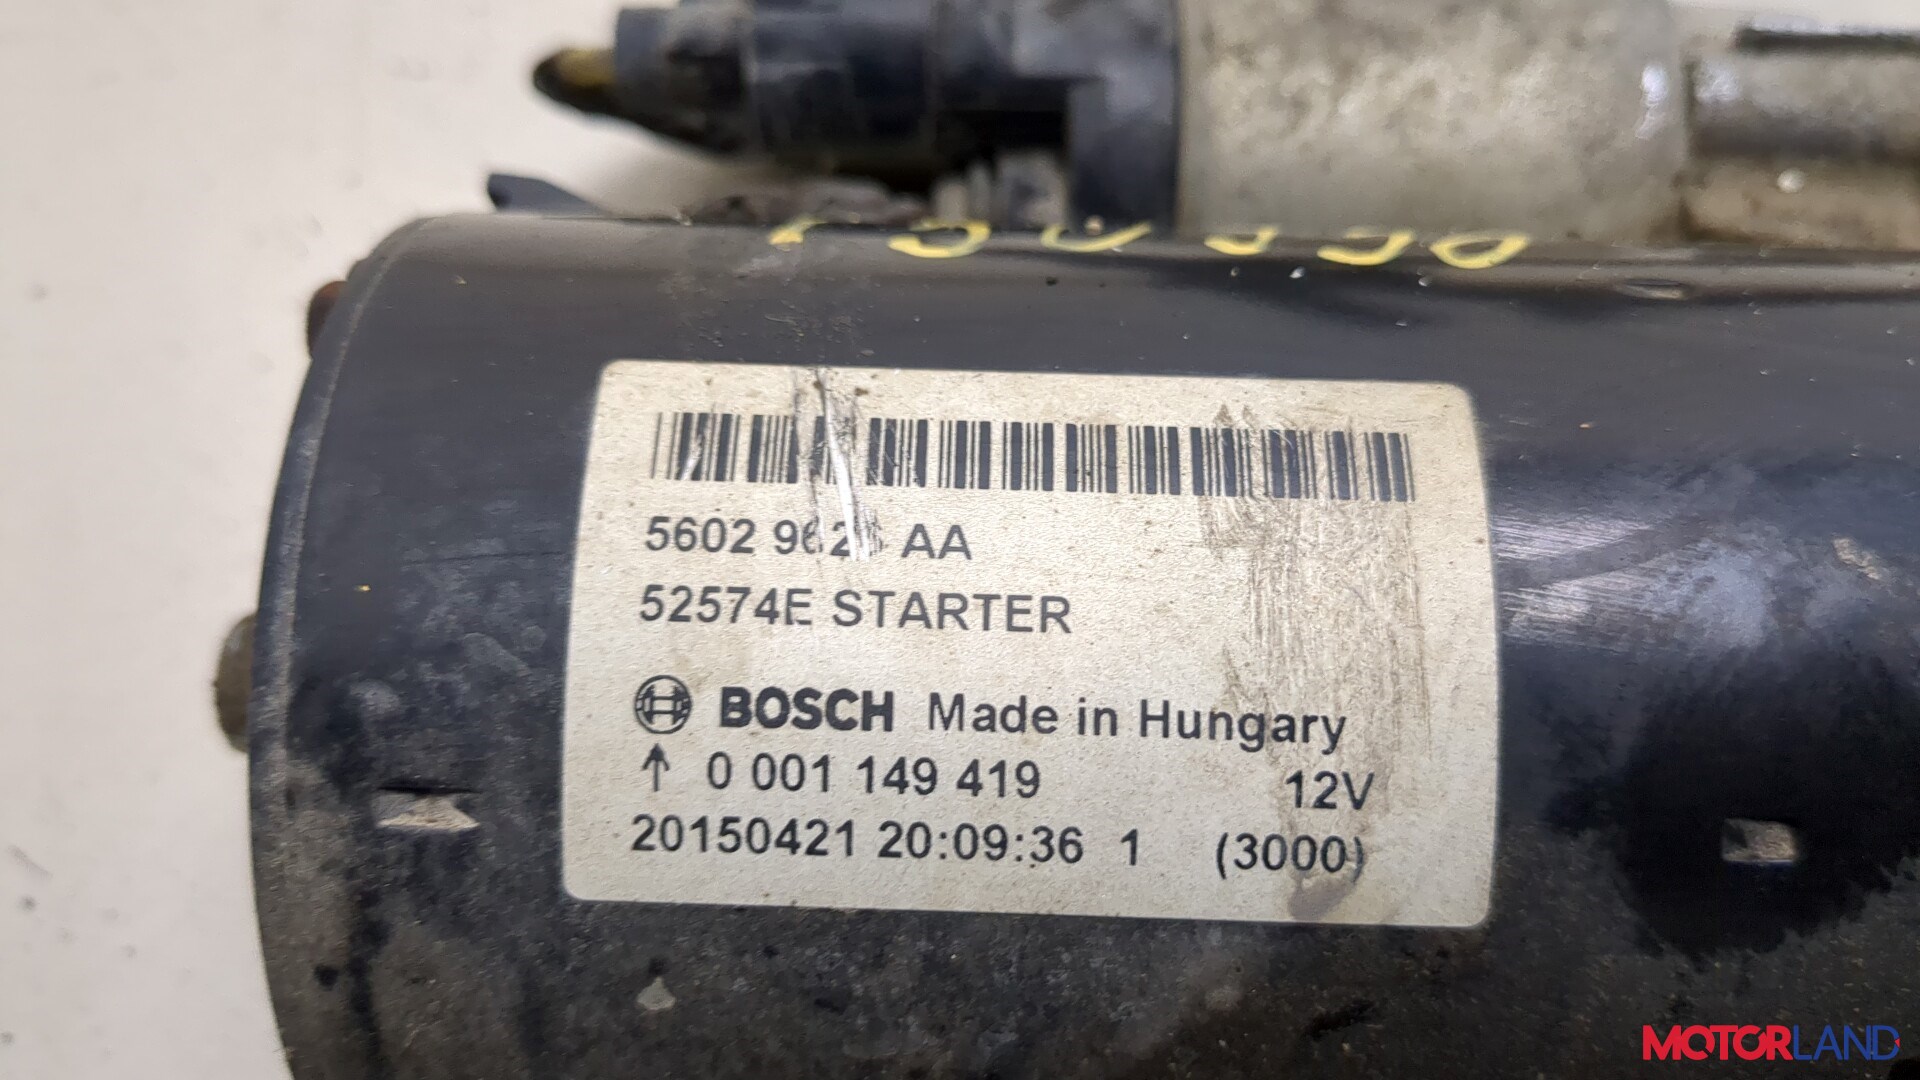 AA
52574E STARTER
BOSCH Made in Hungary
0 001 149 419 12V
20150421 20:09:36 1 (3000)
MOTORLAND